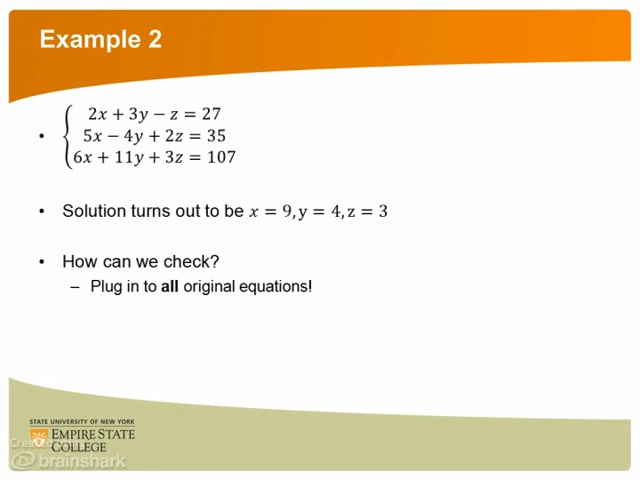 Example 2
2x + 3y − z = 27
• 5x − 4y + 2z = 35
6x + 11y + 3z = 107
• Solution turns out to be x = 9, y = 4, z = 3
• How can we check?
– Plug in to all original equations!
STATE UNIVERSITY OF NEW YORK
EMPIRE STATE
COLLEGE
brainshark